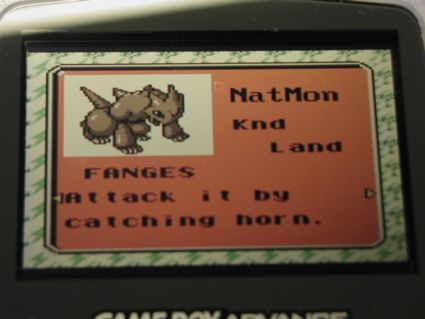 NatMon
Knd
Land
FANGES
Attack it by
catching horn.
GAME BOY ADVANCE